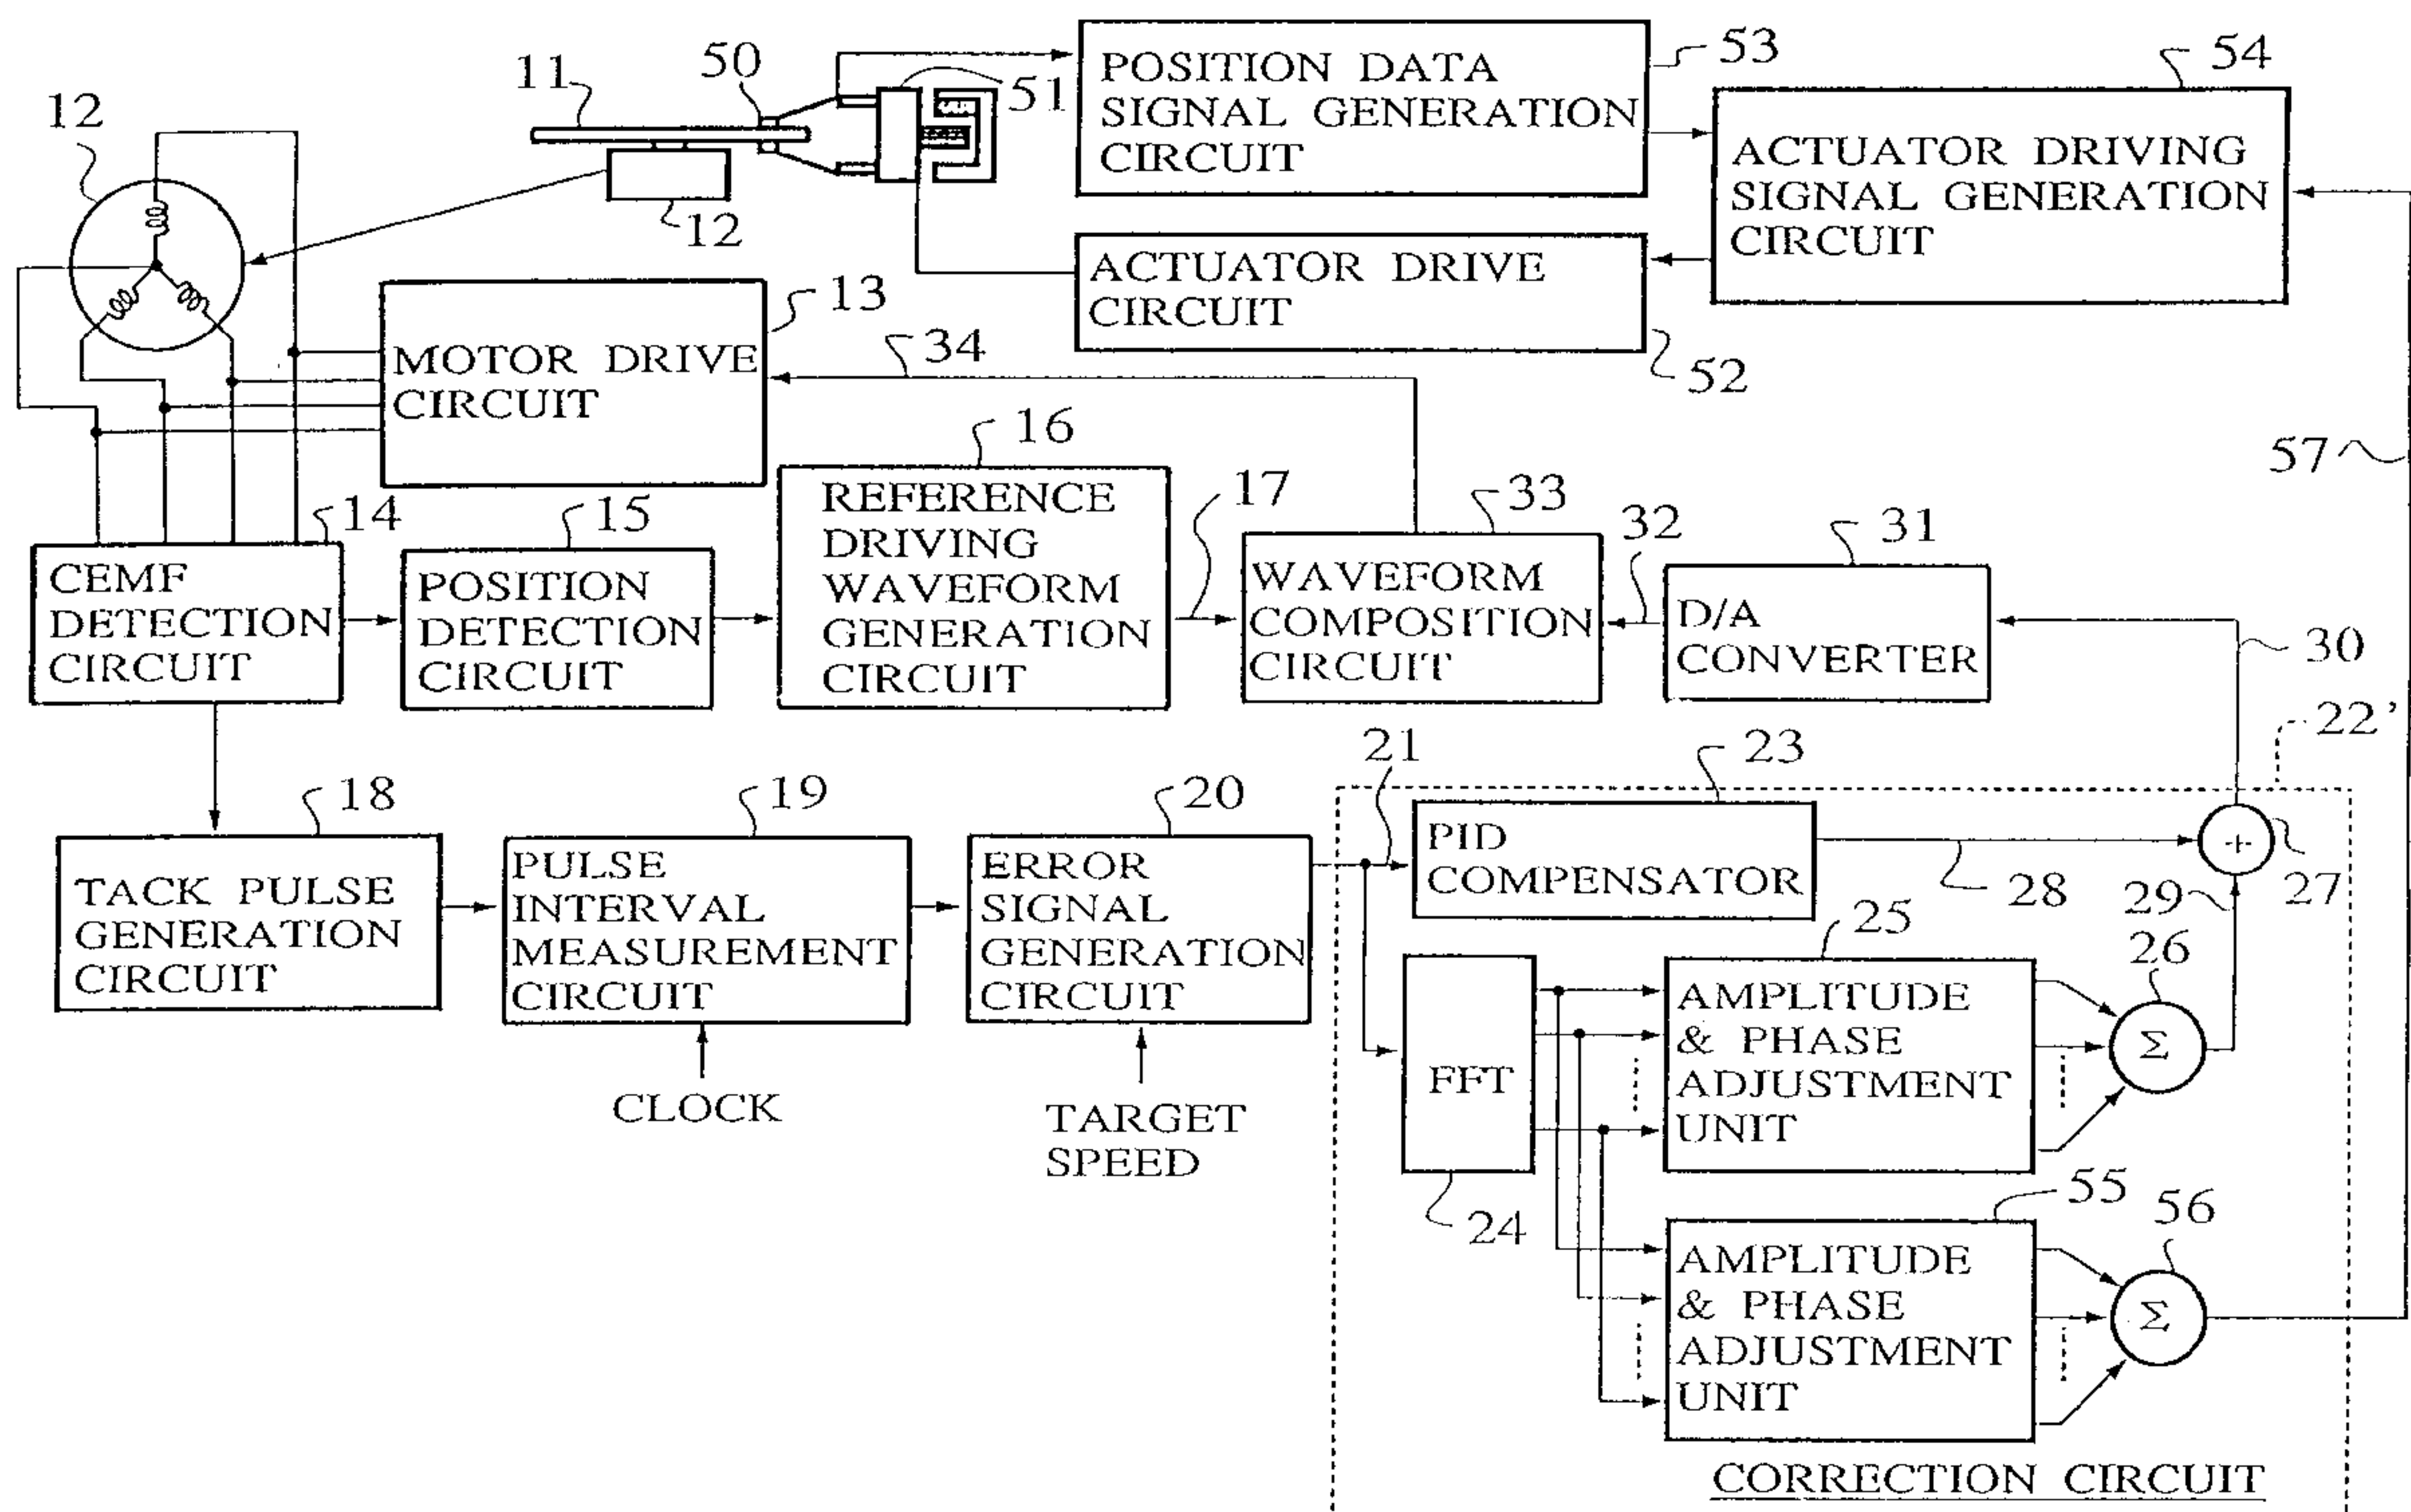 11
50
51
53
54
12
12
POSITION DATA
SIGNAL GENERATION
CIRCUIT
ACTUATOR DRIVING
SIGNAL GENERATION
CIRCUIT
ACTUATOR DRIVE
CIRCUIT
52
13
MOTOR DRIVE
CIRCUIT
34
57
14
15
16
17
33
32
31
30
CEMF
DETECTION
CIRCUIT
POSITION
DETECTION
CIRCUIT
REFERENCE
DRIVING
WAVEFORM
GENERATION
CIRCUIT
WAVEFORM
COMPOSITION
CIRCUIT
D/A
CONVERTER
22'
18
19
20
21
23
TACK PULSE
GENERATION
CIRCUIT
PULSE
INTERVAL
MEASUREMENT
CIRCUIT
ERROR
SIGNAL
GENERATION
CIRCUIT
PID
COMPENSATOR
28
+
27
29
CLOCK
TARGET
SPEED
FFT
24
25
AMPLITUDE
& PHASE
ADJUSTMENT
UNIT
26
Σ
55
AMPLITUDE
& PHASE
ADJUSTMENT
UNIT
56
Σ
CORRECTION CIRCUIT